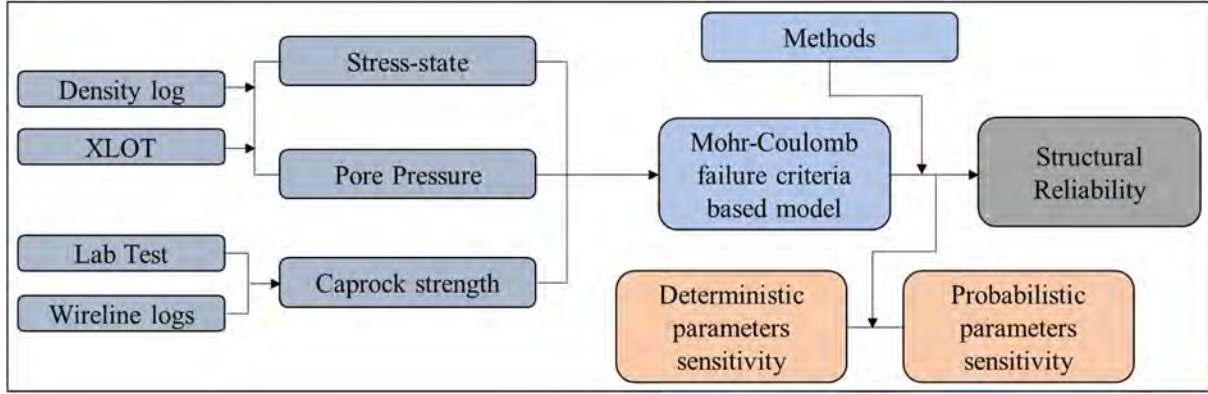 Density log
XLOT
Lab Test
Wireline logs
Stress-state
Pore Pressure
Caprock strength
Methods
Mohr-Coulomb
failure criteria
based model
Structural
Reliability
Deterministic
parameters
sensitivity
Probabilistic
parameters
sensitivity